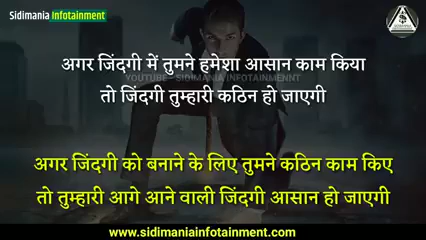 Sidimania Infotainment
अगर जिंदगी में तुमने हमेशा आसान काम किया
YOUTUBE - SIDIMANIA INFOTAINMENNT
तो जिंदगी तुम्हारी कठिन हो जाएगी
अगर जिंदगी को बनाने के लिए तुमने कठिन काम किए
तो तुम्हारी आगे आने वाली जिंदगी आसान हो जाएगी
www.sidimaniainfotainment.com